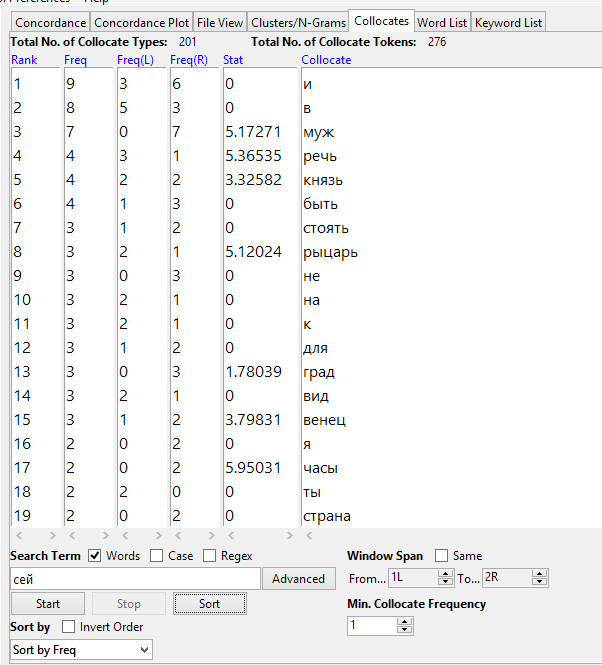 Concordance Concordance Plot File View Clusters/N-Grams Collocates Word List Keyword List
Total No. of Collocate Types: 201 Total No. of Collocate Tokens: 276
Rank Freq Freq(L) Freq(R) Stat Collocate
1 9 3 6 0 и
2 8 5 3 0 в
3 7 0 7 5.17271 муж
4 4 3 1 5.36535 речь
5 4 2 2 3.32582 князь
6 4 1 3 0 быть
7 3 1 2 0 стоять
8 3 2 1 5.12024 рыцарь
9 3 0 3 0 не
10 3 2 1 0 на
11 3 2 1 0 к
12 3 1 2 0 для
13 3 0 3 1.78039 град
14 3 2 1 0 вид
15 3 1 2 3.79831 венец
16 2 0 2 0 я
17 2 0 2 5.95031 часы
18 2 2 0 0 ты
19 2 0 2 0 страна
Search Term Words Case Regex Window Span Same
сей Advanced From... 1L To... 2R
Start Stop Sort Min. Collocate Frequency
Sort by Invert Order 1
Sort by Freq